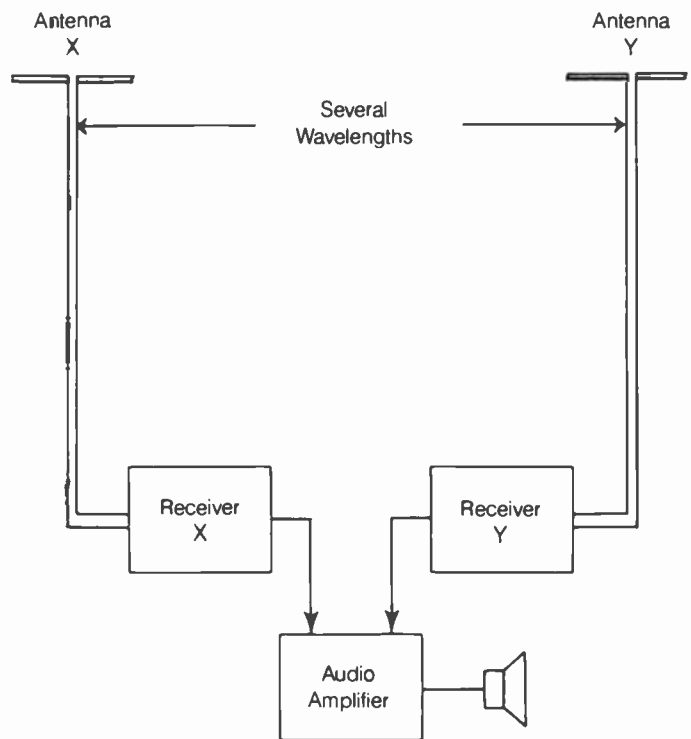 Antenna
X
Antenna
Y
Several
Wavelengths
Receiver
X
Receiver
Y
Audio
Amplifier